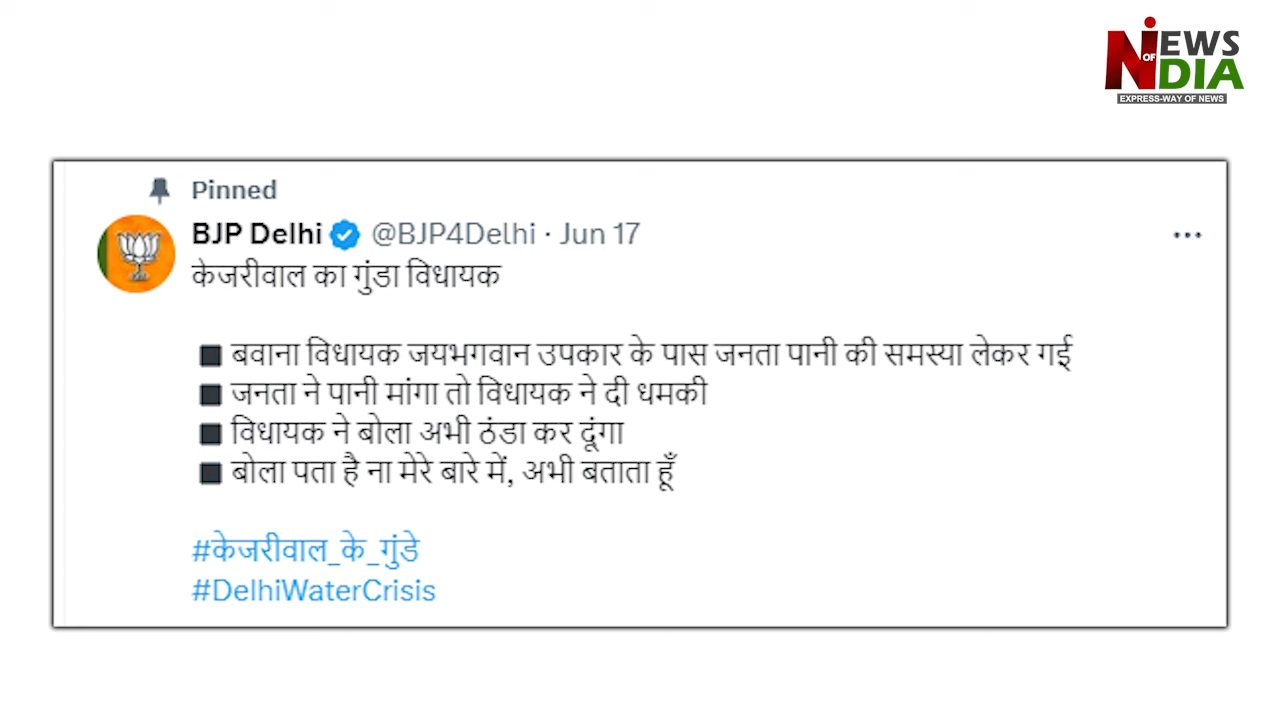 NEWS
OF
INDIA
EXPRESS-WAY OF NEWS
Pinned
BJP Delhi @BJP4Delhi · Jun 17
केजरीवाल का गुंडा विधायक
■ बवाना विधायक जयभगवान उपकार के पास जनता पानी की समस्या लेकर गई
■ जनता ने पानी मांगा तो विधायक ने दी धमकी
■ विधायक ने बोला अभी ठंडा कर दूंगा
■ बोला पता है ना मेरे बारे में, अभी बताता हूँ
#केजरीवाल_के_गुंडे
#DelhiWaterCrisis